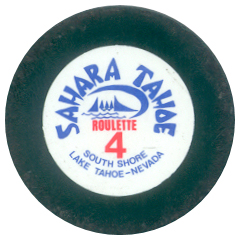 SAHARA TAHOE
ROULETTE
4
SOUTH SHORE
LAKE TAHOE-NEVADA